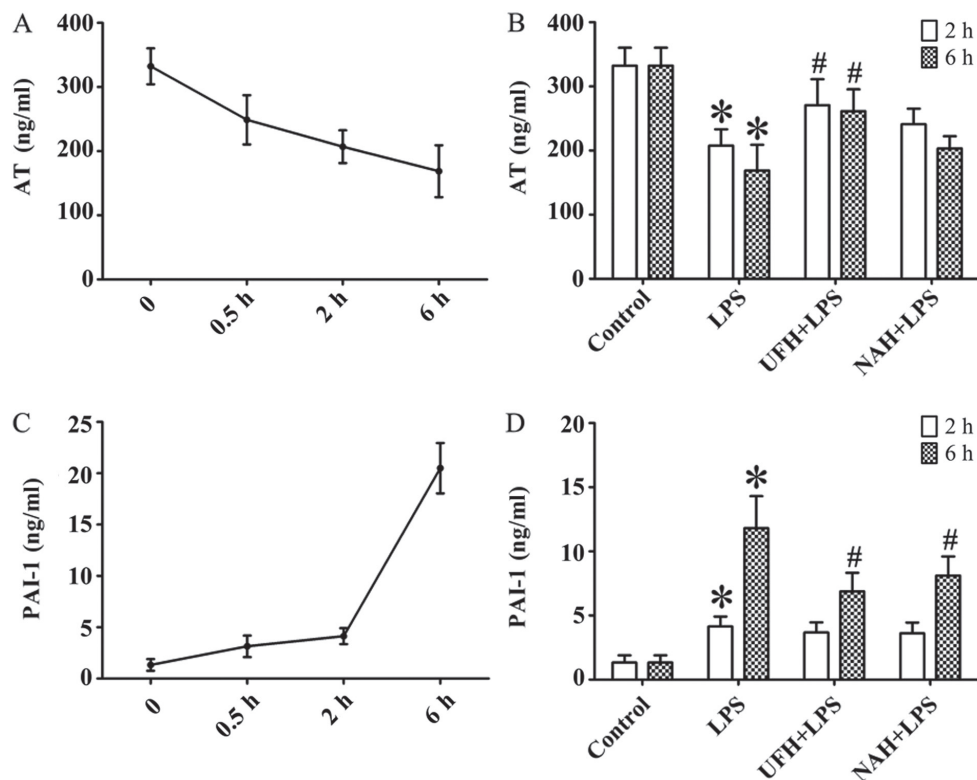 A
AT (ng/ml)
400
300
200
100
0
0
0.5 h
2 h
6 h
B
AT (ng/ml)
400
300
200
100
0
2 h
6 h
*
*
#
#
Control
LPS
UFH+LPS
NAH+LPS
C
PAI-1 (ng/ml)
25
20
15
10
5
0
0
0.5 h
2 h
6 h
D
PAI-1 (ng/ml)
20
15
10
5
0
2 h
6 h
*
*
#
#
Control
LPS
UFH+LPS
NAH+LPS